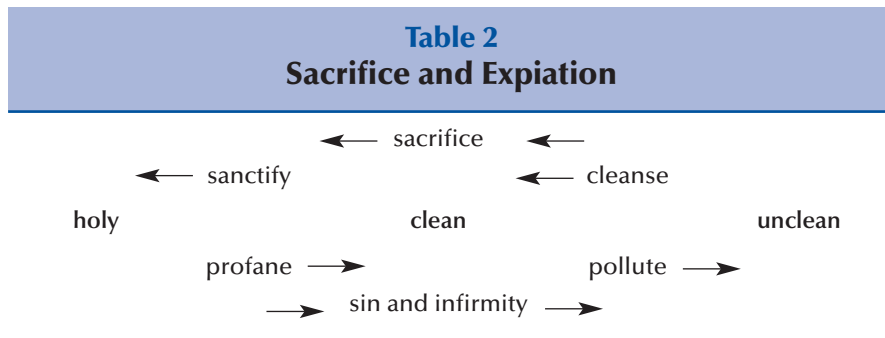 Table 2
Sacrifice and Expiation
sacrifice
sanctify cleanse
holy clean unclean
profane pollute
sin and infirmity